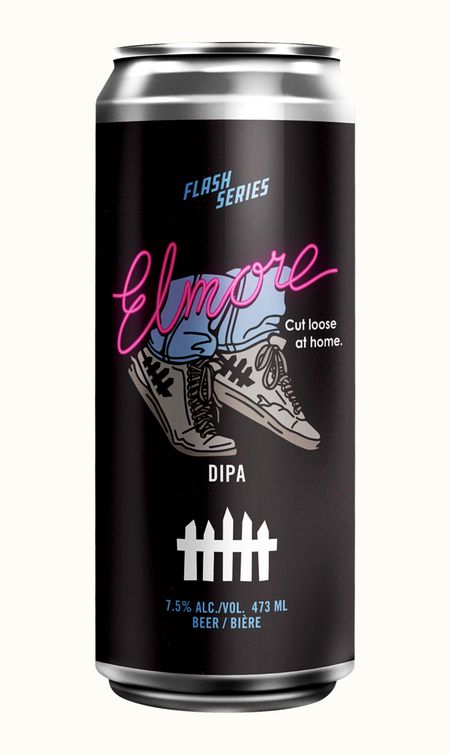 FLASH
SERIES
Elmore
Cut loose
at home.
DIPA
7.5% ALC./VOL. 473 ML
BEER / BIÈRE